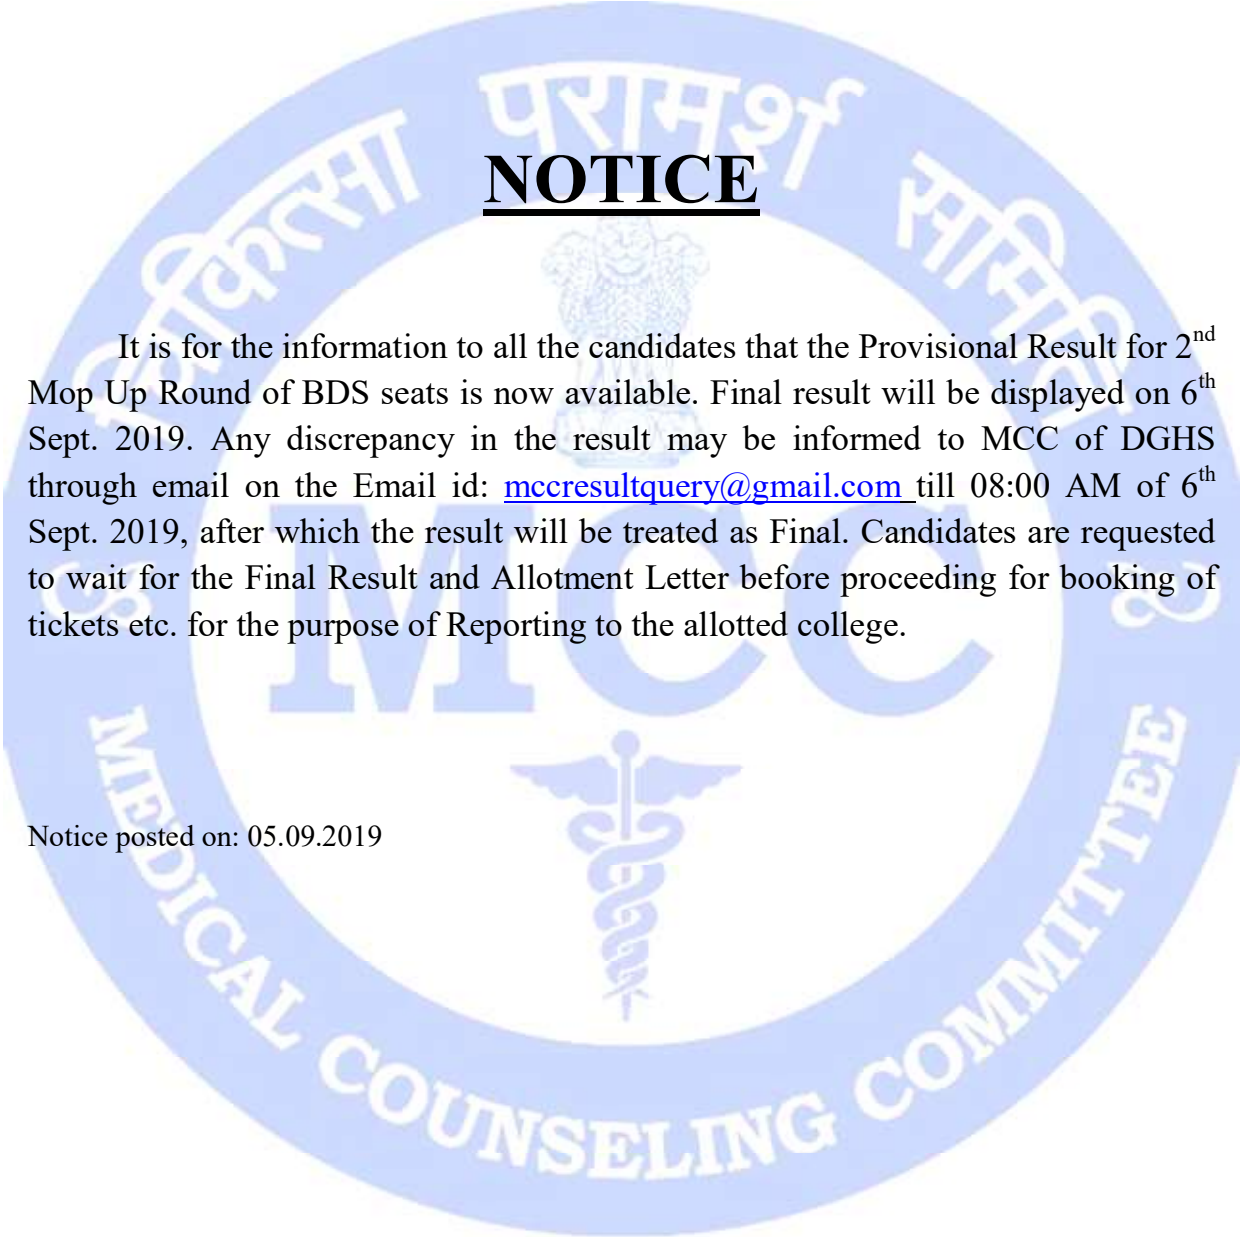 चिकित्सा परामर्श समिति
NOTICE
It is for the information to all the candidates that the Provisional Result for 2nd
Mop Up Round of BDS seats is now available. Final result will be displayed on 6th
Sept. 2019. Any discrepancy in the result may be informed to MCC of DGHS
through email on the Email id: mccresultquery@gmail.com till 08:00 AM of 6th
Sept. 2019, after which the result will be treated as Final. Candidates are requested
to wait for the Final Result and Allotment Letter before proceeding for booking of
tickets etc. for the purpose of Reporting to the allotted college.
MCC
Notice posted on: 05.09.2019
MEDICAL COUNSELING COMMITTEE